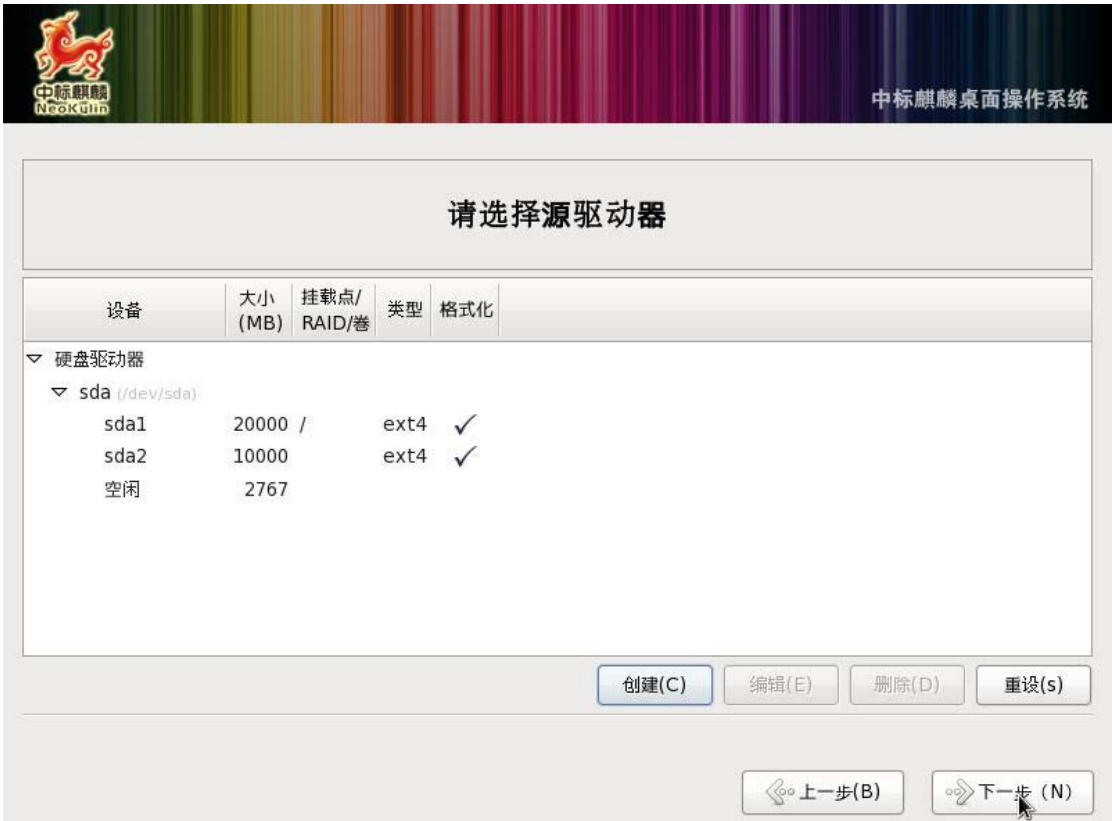 中标麒麟
NeoKylin
中标麒麟桌面操作系统
请选择源驱动器
设备 大小 (MB) 挂载点/ RAID/卷 类型 格式化
硬盘驱动器
sda (/dev/sda)
sda1 20000 / ext4 ✓
sda2 10000 ext4 ✓
空闲 2767
创建(C) 编辑(E) 删除(D) 重设(s)
上一步(B) 下一步（N）